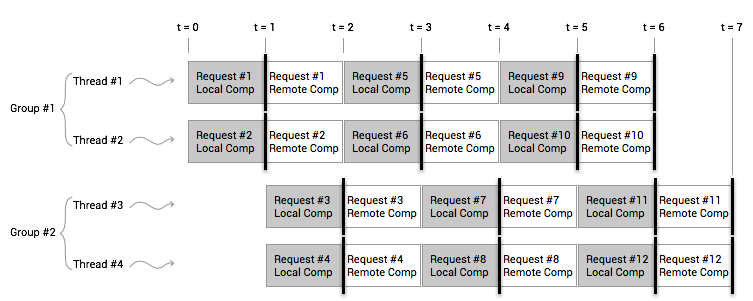 t = 0 t = 1 t = 2 t = 3 t = 4 t = 5 t = 6 t = 7
Group #1
Thread #1
Request #1 Request #1 Request #5 Request #5 Request #9 Request #9
Local Comp Remote Comp Local Comp Remote Comp Local Comp Remote Comp
Thread #2
Request #2 Request #2 Request #6 Request #6 Request #10 Request #10
Local Comp Remote Comp Local Comp Remote Comp Local Comp Remote Comp
Group #2
Thread #3
Request #3 Request #3 Request #7 Request #7 Request #11 Request #11
Local Comp Remote Comp Local Comp Remote Comp Local Comp Remote Comp
Thread #4
Request #4 Request #4 Request #8 Request #8 Request #12 Request #12
Local Comp Remote Comp Local Comp Remote Comp Local Comp Remote Comp